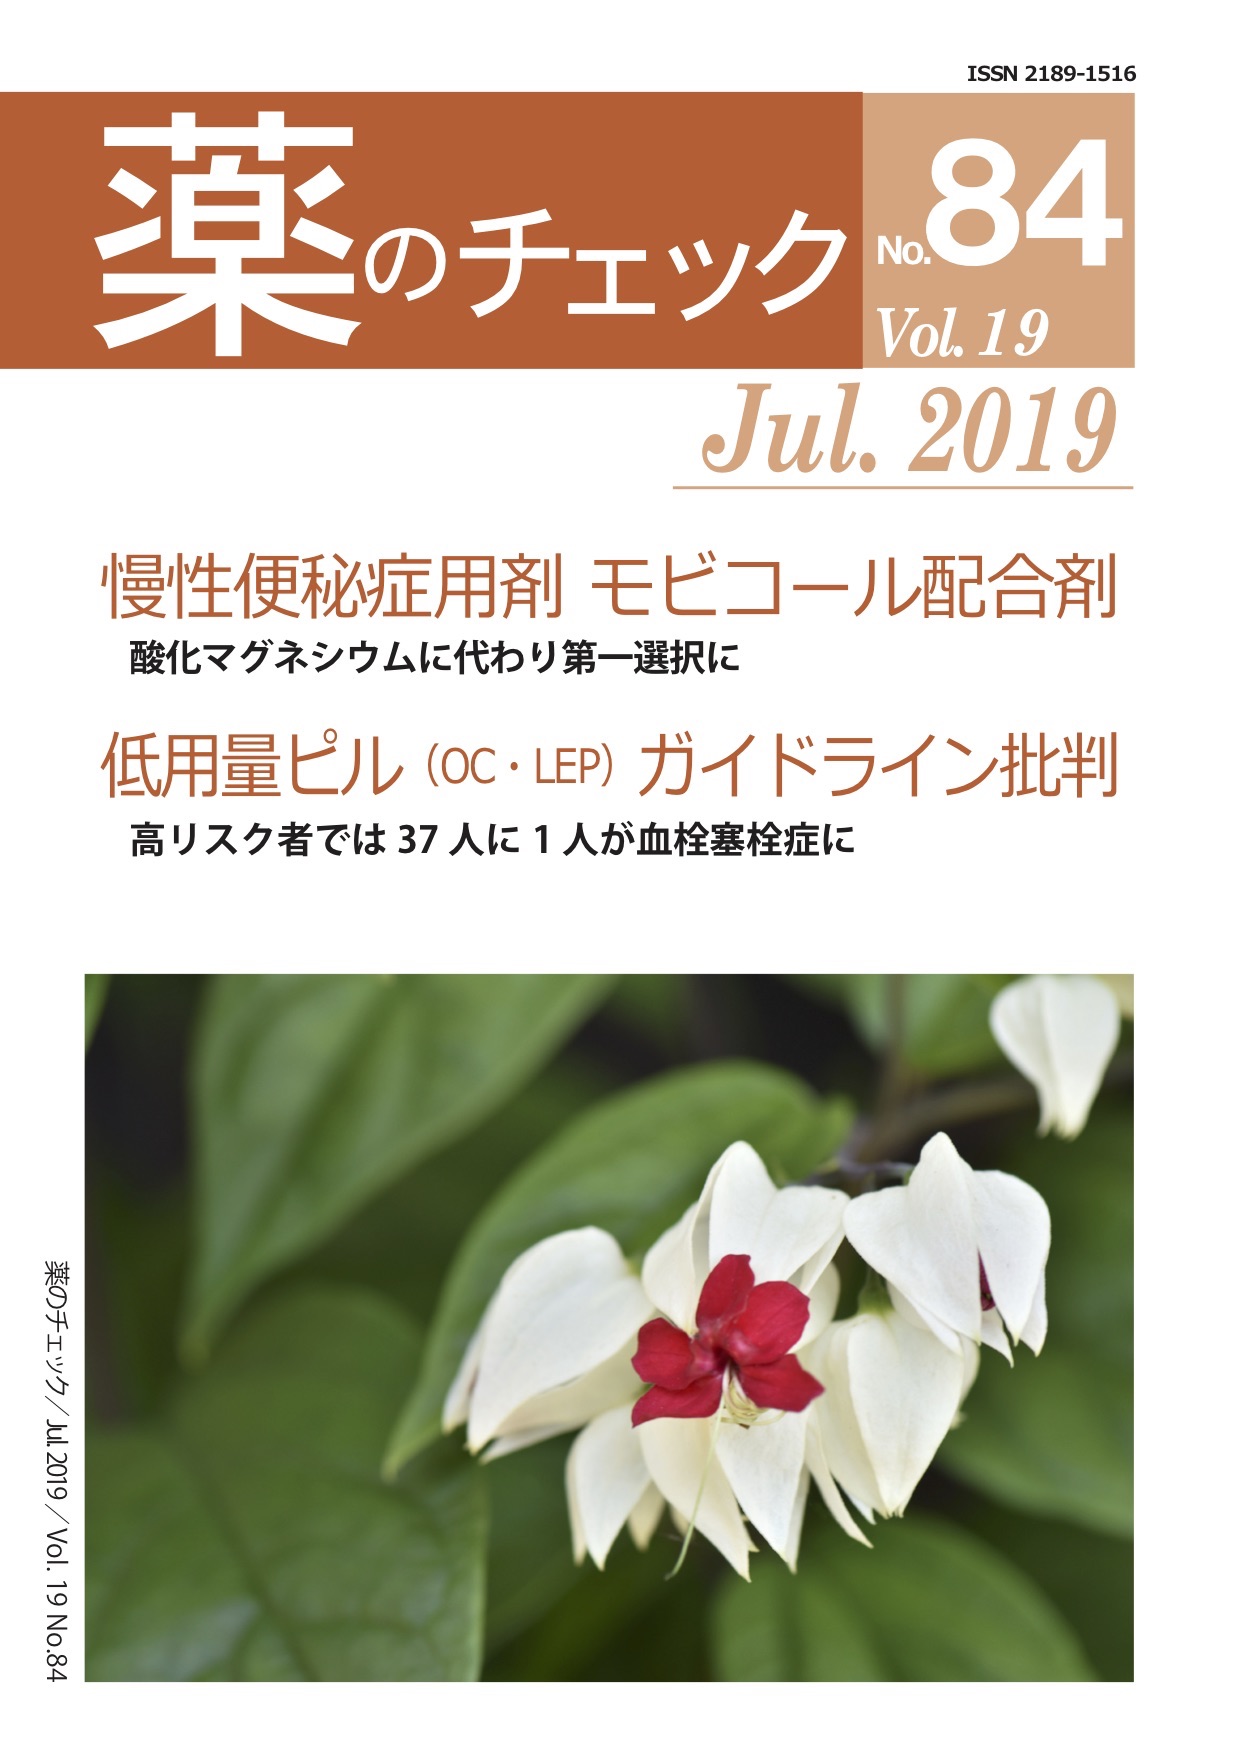 ISSN 2189-1516
薬のチェック
No.84
Vol. 19
Jul. 2019
慢性便秘症用剤 モビコール配合剤
酸化マグネシウムに代わり第一選択に
低用量ピル（OC・LEP）ガイドライン批判
高リスク者では 37 人に 1 人が血栓塞栓症に
薬のチェック／Jul.2019／Vol. 19 No.84